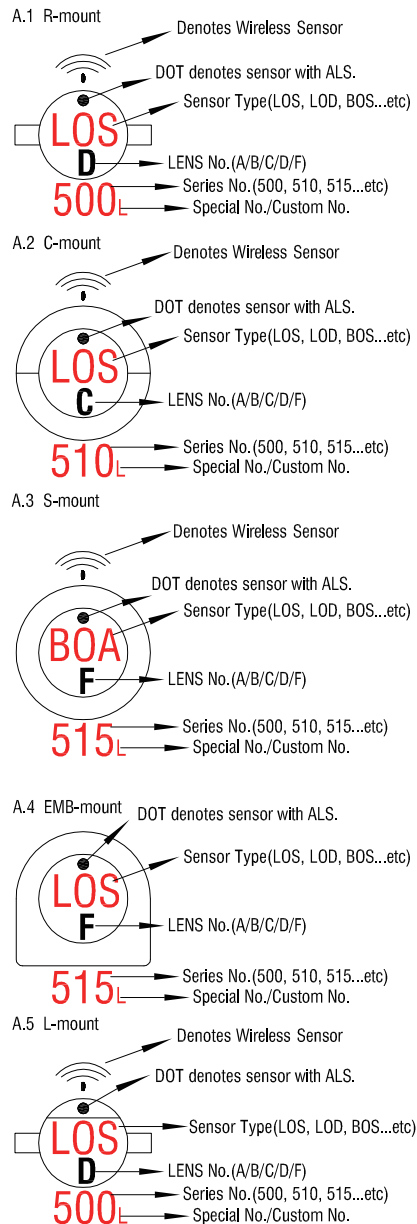 A.1 R-mount
Denotes Wireless Sensor
DOT denotes sensor with ALS.
LOS
Sensor Type(LOS, LOD, BOS...etc)
D
LENS No.(A/B/C/D/F)
500L
Series No.(500, 510, 515...etc)
Special No./Custom No.
A.2 C-mount
Denotes Wireless Sensor
DOT denotes sensor with ALS.
LOS
Sensor Type(LOS, LOD, BOS...etc)
C
LENS No.(A/B/C/D/F)
510L
Series No.(500, 510, 515...etc)
Special No./Custom No.
A.3 S-mount
Denotes Wireless Sensor
DOT denotes sensor with ALS.
BOA
Sensor Type(LOS, LOD, BOS...etc)
F
LENS No.(A/B/C/D/F)
515L
Series No.(500, 510, 515...etc)
Special No./Custom No.
A.4 EMB-mount
DOT denotes sensor with ALS.
LOS
Sensor Type(LOS, LOD, BOS...etc)
F
LENS No.(A/B/C/D/F)
515L
Series No.(500, 510, 515...etc)
Special No./Custom No.
A.5 L-mount
Denotes Wireless Sensor
DOT denotes sensor with ALS.
LOS
Sensor Type(LOS, LOD, BOS...etc)
D
LENS No.(A/B/C/D/F)
500L
Series No.(500, 510, 515...etc)
Special No./Custom No.